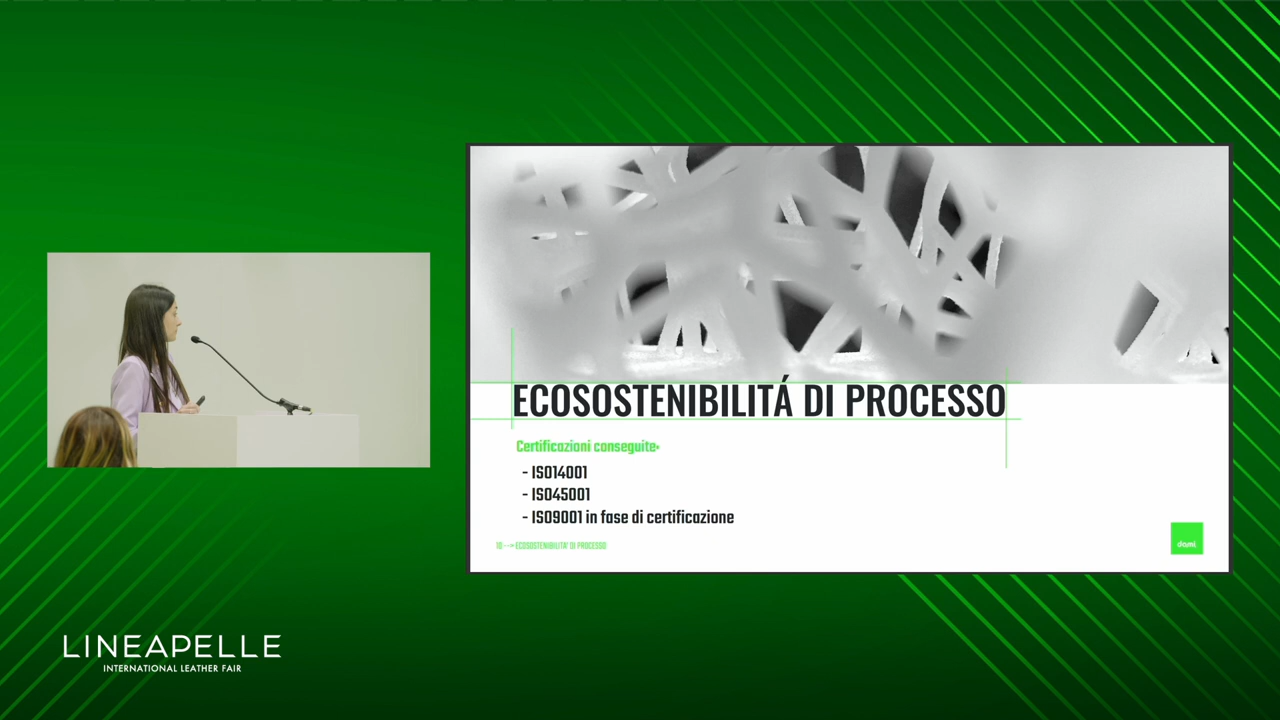 ECOSOSTENIBILITÁ DI PROCESSO
Certificazioni conseguite:
- ISO14001
- ISO45001
- ISO9001 in fase di certificazione
10 --> ECOSOSTENIBILITA' DI PROCESSO
dami
LINEAPELLE
INTERNATIONAL LEATHER FAIR